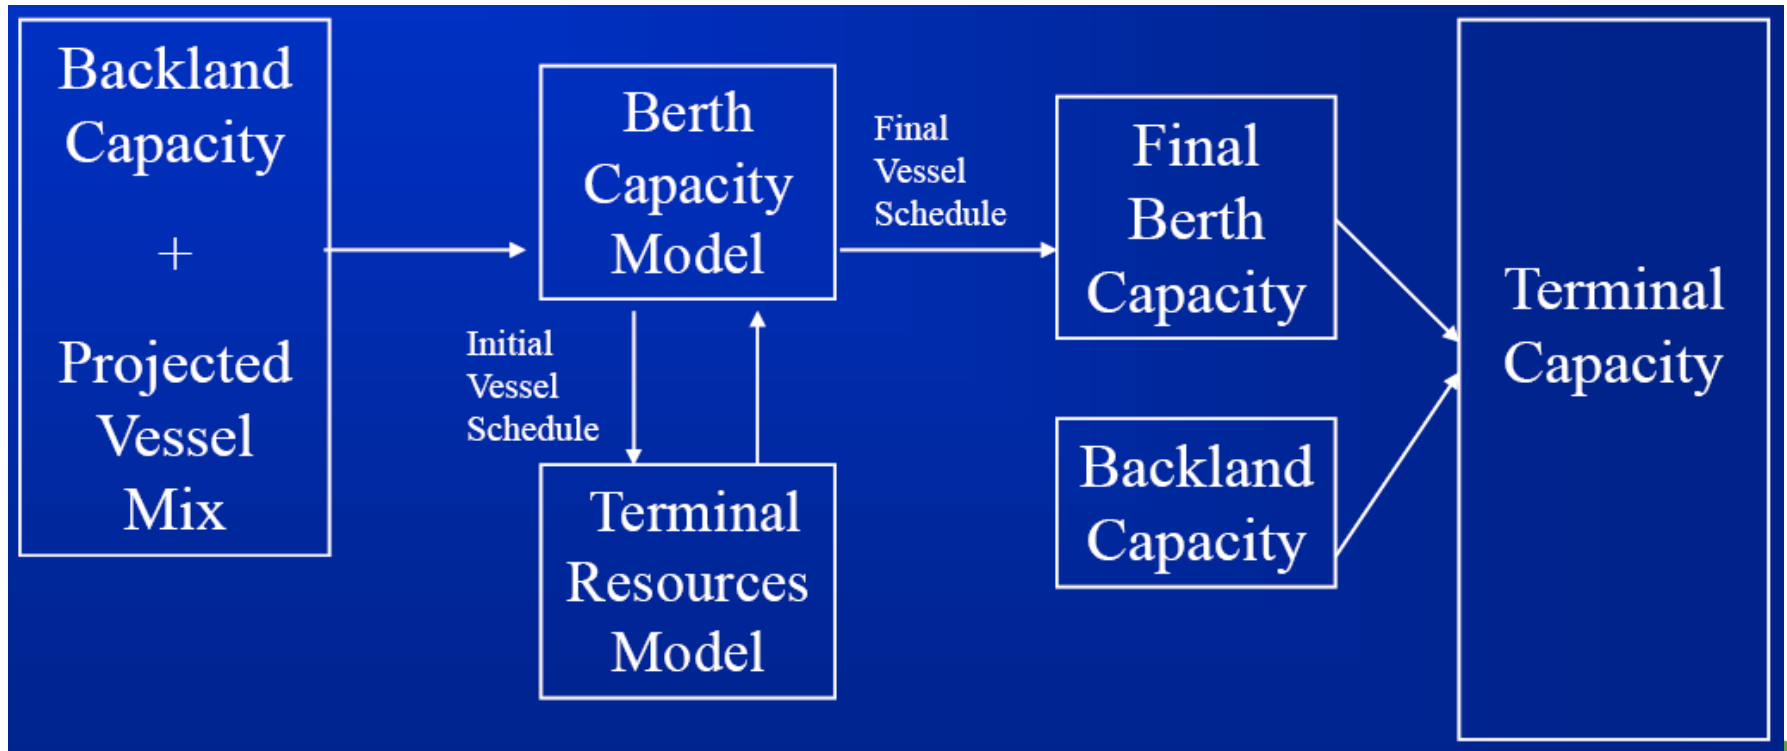 Backland
Capacity
+
Projected
Vessel
Mix
Berth
Capacity
Model
Initial
Vessel
Schedule
Terminal
Resources
Model
Final
Vessel
Schedule
Final
Berth
Capacity
Backland
Capacity
Terminal
Capacity